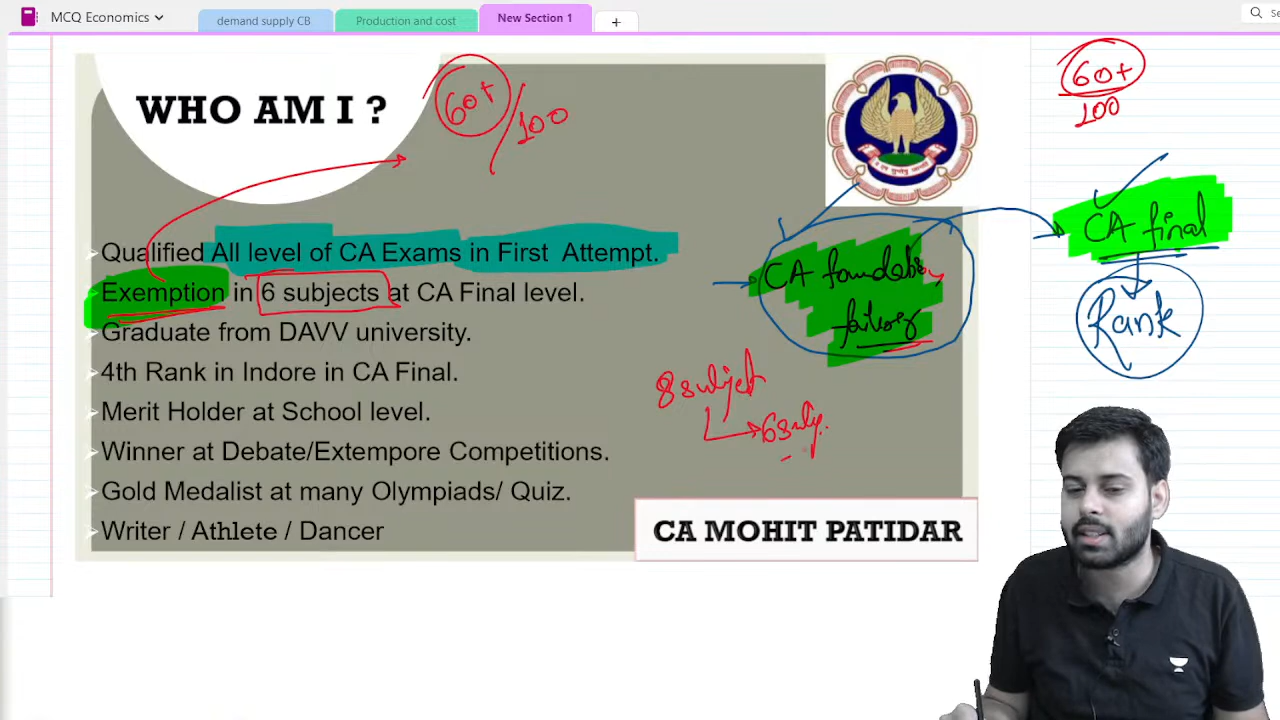 MCQ Economics
demand supply CB
Production and cost
New Section 1
+
Se
WHO AM I ?
60+/100
60+
100
Qualified All level of CA Exams in First Attempt.
Exemption in 6 subjects at CA Final level.
Graduate from DAVV university.
4th Rank in Indore in CA Final.
Merit Holder at School level.
Winner at Debate/Extempore Competitions.
Gold Medalist at many Olympiads/ Quiz.
Writer / Athlete / Dancer
CA
CA final
Rank
8 subject
CA MOHIT PATIDAR